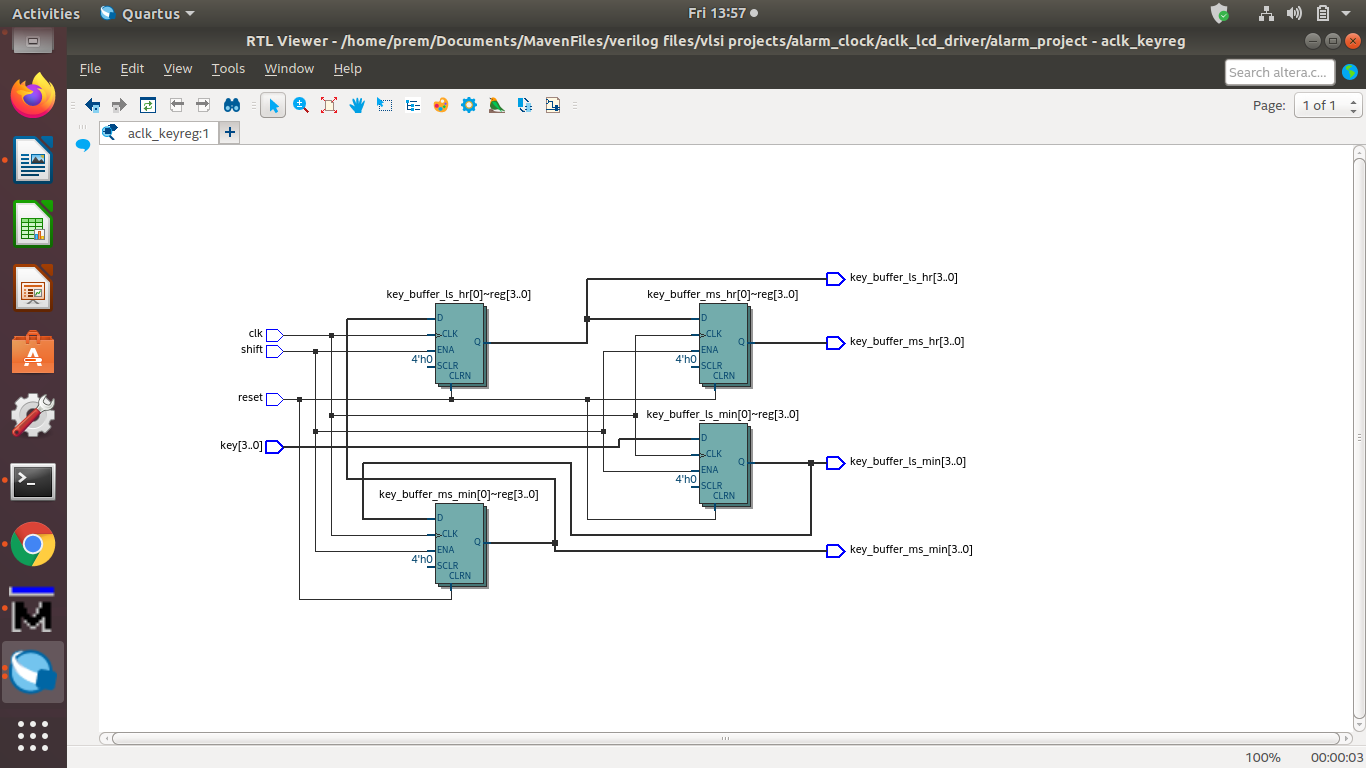 Activities Quartus Fri 13:57
RTL Viewer - /home/prem/Documents/MavenFiles/verilog files/vlsi projects/alarm_clock/aclk_lcd_driver/alarm_project - aclk_keyreg
File Edit View Tools Window Help Search altera.c...
Page: 1 of 1
aclk_keyreg:1
key_buffer_ls_hr[3..0]
key_buffer_ls_hr[0]~reg[3..0] key_buffer_ms_hr[0]~reg[3..0]
D D
clk CLK CLK
Q Q key_buffer_ms_hr[3..0]
shift ENA ENA
4'h0 4'h0
SCLR SCLR
CLRN CLRN
reset
key_buffer_ls_min[0]~reg[3..0]
D
key[3..0]
CLK
Q key_buffer_ls_min[3..0]
ENA
4'h0
SCLR
key_buffer_ms_min[0]~reg[3..0] CLRN
D
CLK
Q
ENA key_buffer_ms_min[3..0]
4'h0
SCLR
CLRN
100% 00:00:03